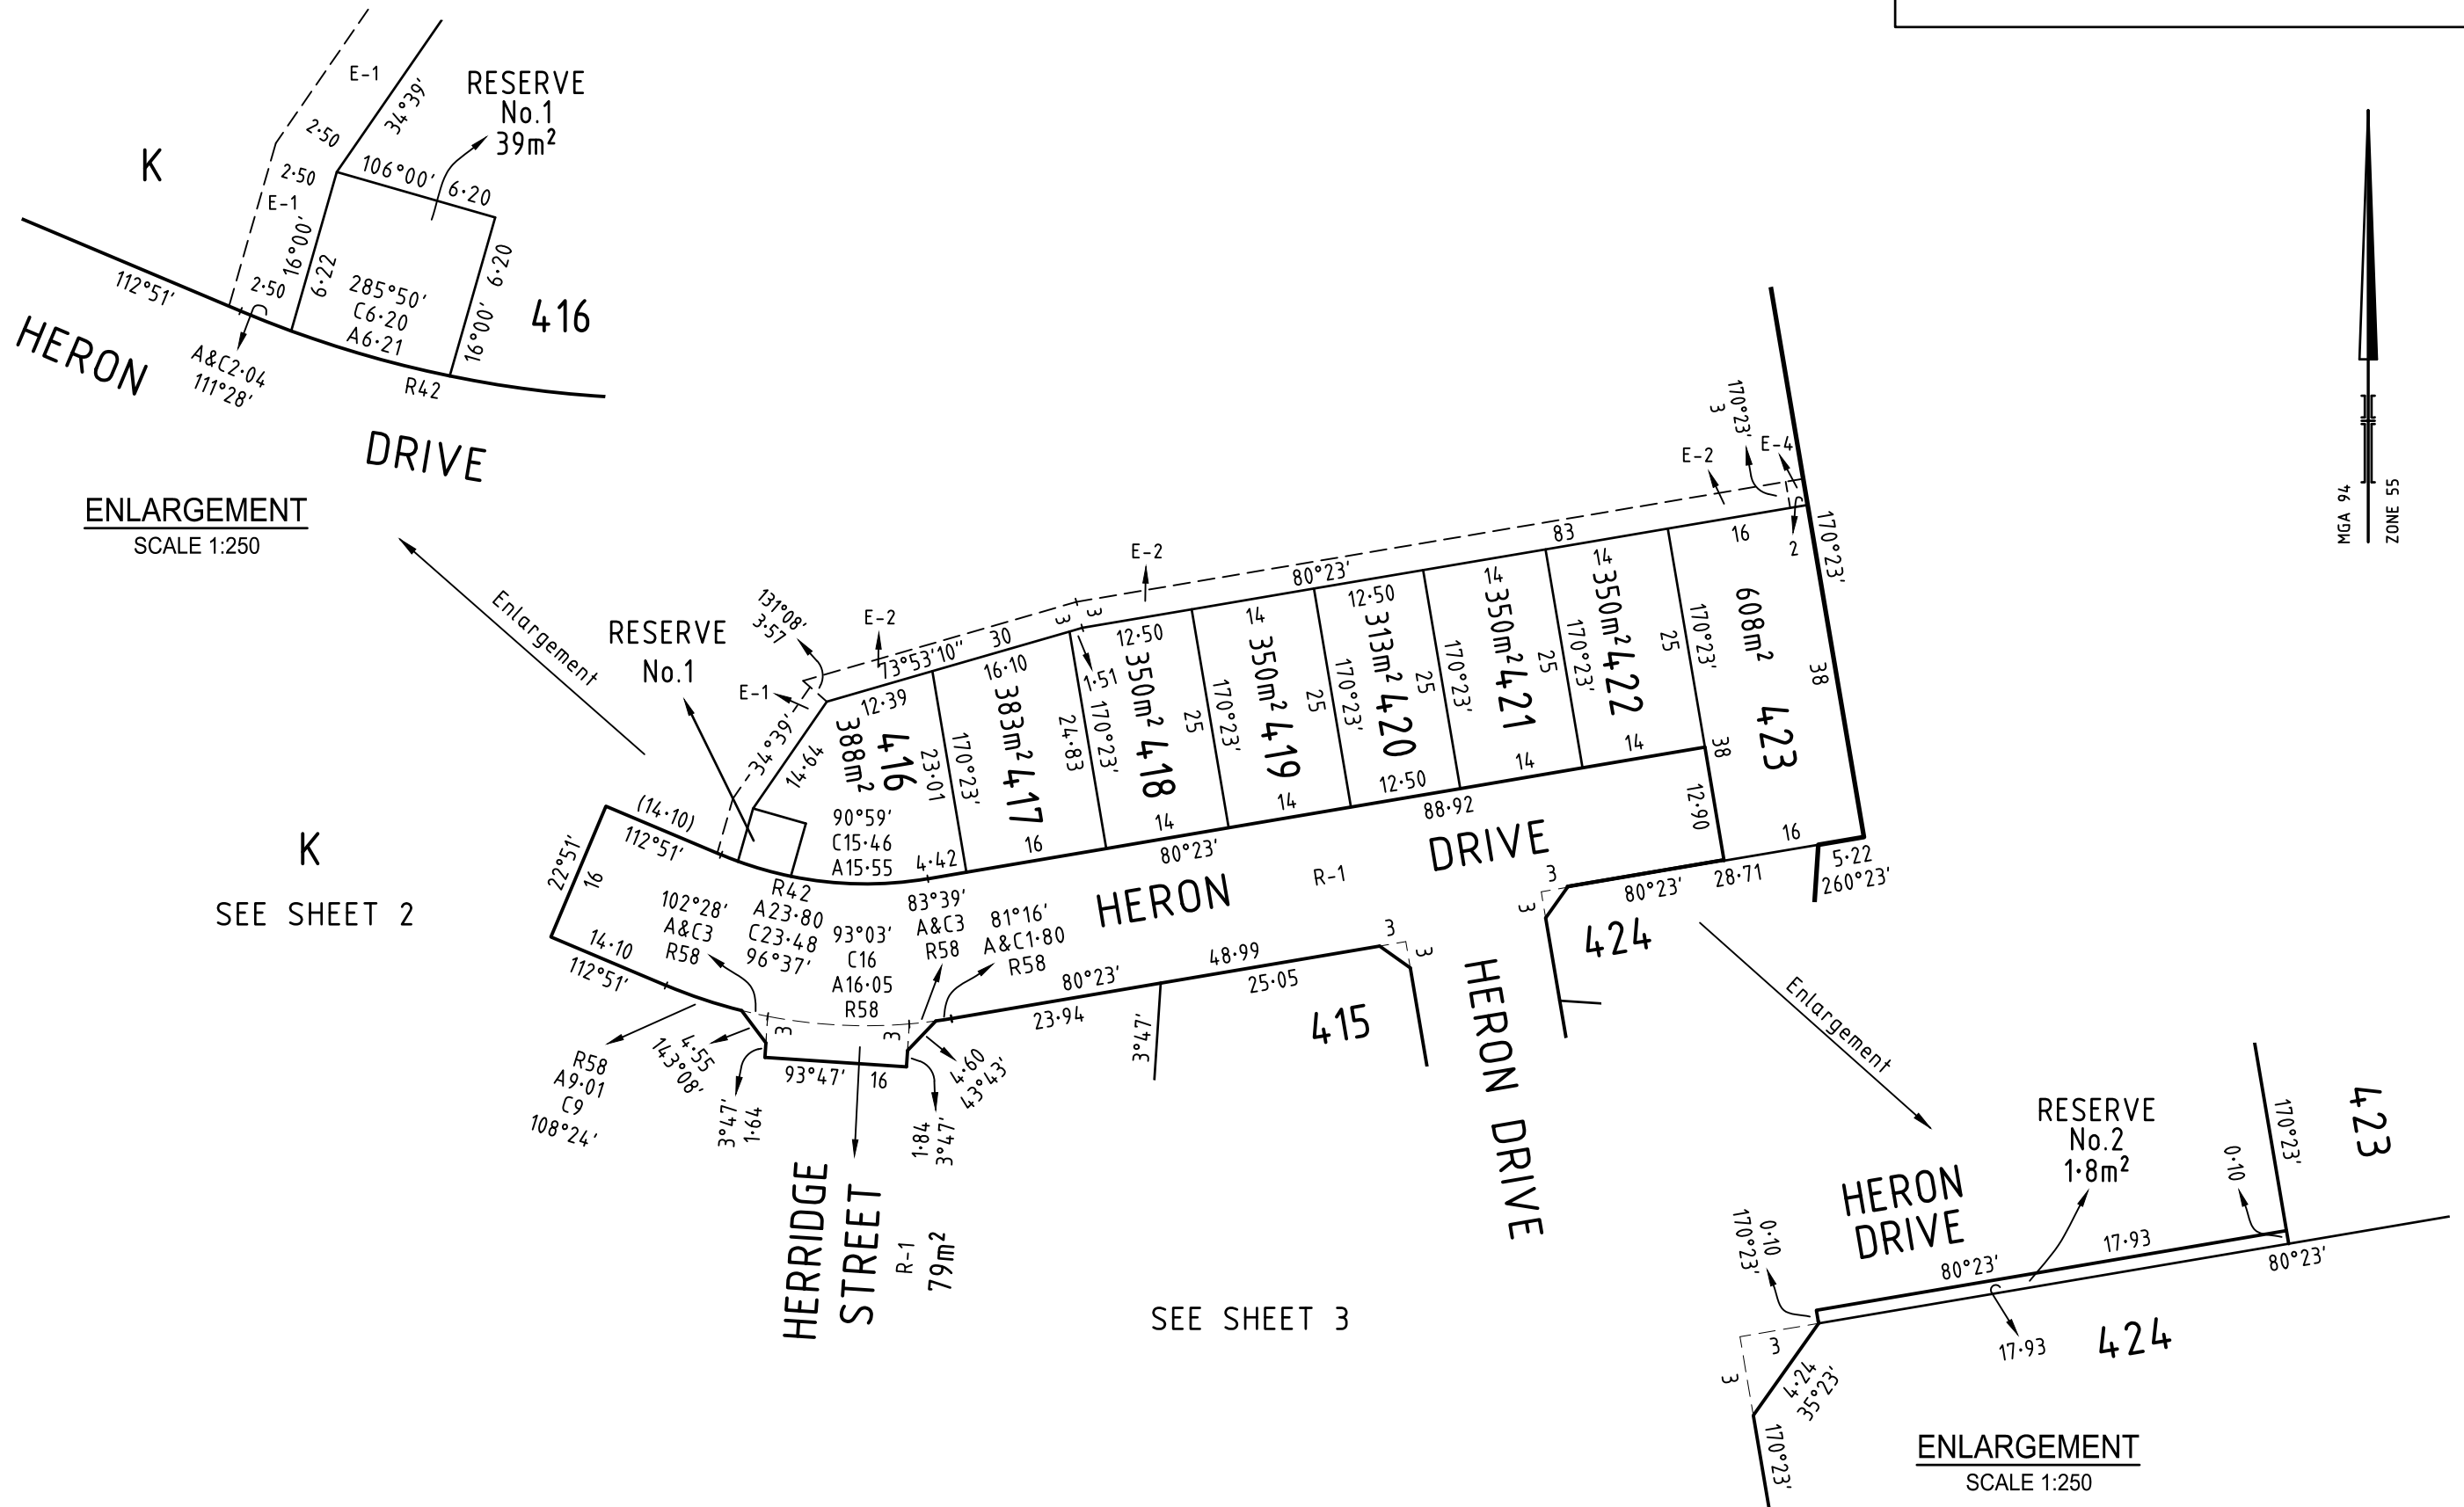 E-1
34°39'
RESERVE
No.1
39m²
K
2·50
2·50
E-1
106°00'
6·20
16°00'
6·22
6·20
16°00'
2·50
285°50'
C6·20
A6·21
416
112°51'
HERON
A&C2·04
111°28'
R42
DRIVE
ENLARGEMENT
SCALE 1:250
Enlargement
MGA 94
ZONE 55
170°23'
3
E-2
E-4
83
16
2
170°23'
38
E-2
80°23'
131°08'
3·57
E-2
73°53'10"
30
3
3
RESERVE
No.1
E-1
34°39'
14·64
12·39
388m²
416
23·01
170°23'
16·10
383m²
417
24·83
1·51
170°23'
12·50
350m²
418
25
170°23'
14
350m²
419
25
170°23'
12·50
313m²
420
25
170°23'
14
350m²
421
25
170°23'
14
350m²
422
25
170°23'
38
608m²
423
12·90
16
5·22
260°23'
90°59'
C15·46
A15·55
4·42
16
14
14
12·50
14
14
80°23'
88·92
(14·10)
112°51'
22°51'
16
K
SEE SHEET 2
14·10
112°51'
R42
A23·80
C23·48
96°37'
102°28'
A&C3
R58
93°03'
C16
A16·05
R58
83°39'
A&C3
R58
81°16'
A&C1·80
R58
HERON
DRIVE
R-1
3
3
80°23'
28·71
424
80°23'
48·99
23·94
25·05
3
3
3°47'
415
HERON DRIVE
R58
A9·01
C9
108°24'
4·55
143°08'
3
3
93°47'
16
3°47'
1·64
4·60
43°43'
1·84
3°47'
HERRIDGE
STREET
R-1
79m²
SEE SHEET 3
Enlargement
RESERVE
No.2
1·8m²
HERON
DRIVE
0·10
170°23'
423
0·10
170°23'
80°23'
17·93
80°23'
17·93
424
3
3
4·24
35°23'
170°23'
ENLARGEMENT
SCALE 1:250